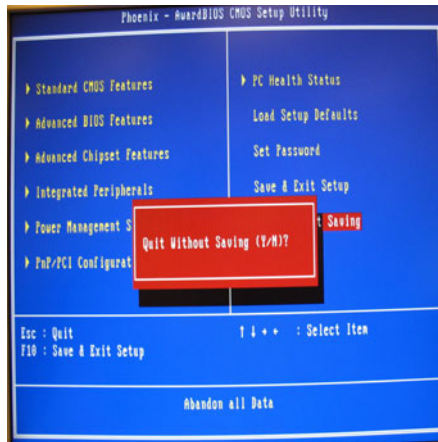 Phoenix - AwardBIOS CMOS Setup Utility
Standard CMOS Features
Advanced BIOS Features
Advanced Chipset Features
Integrated Peripherals
Power Management S
PnP/PCI Configurat
PC Health Status
Load Setup Defaults
Set Password
Save & Exit Setup
t Saving
Quit Without Saving (Y/N)?
Esc : Quit
F10 : Save & Exit Setup
↑ ↓ → ← : Select Item
Abandon all Data